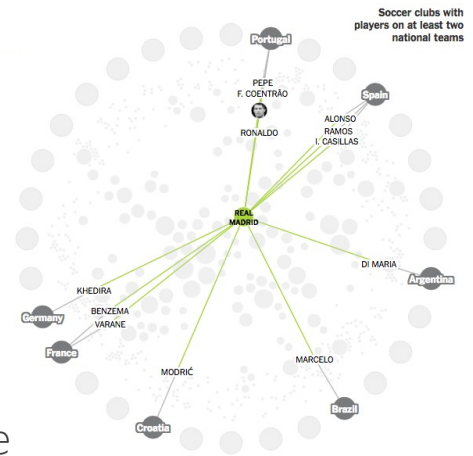 Soccer clubs with
players on at least two
national teams
Portugal
PEPE
F. COENTRÃO
RONALDO
Spain
ALONSO
RAMOS
I. CASILLAS
REAL
MADRID
DI MARIA
Argentina
KHEDIRA
Germany
BENZEMA
VARANE
France
MODRIĆ
Croatia
MARCELO
Brazil
e